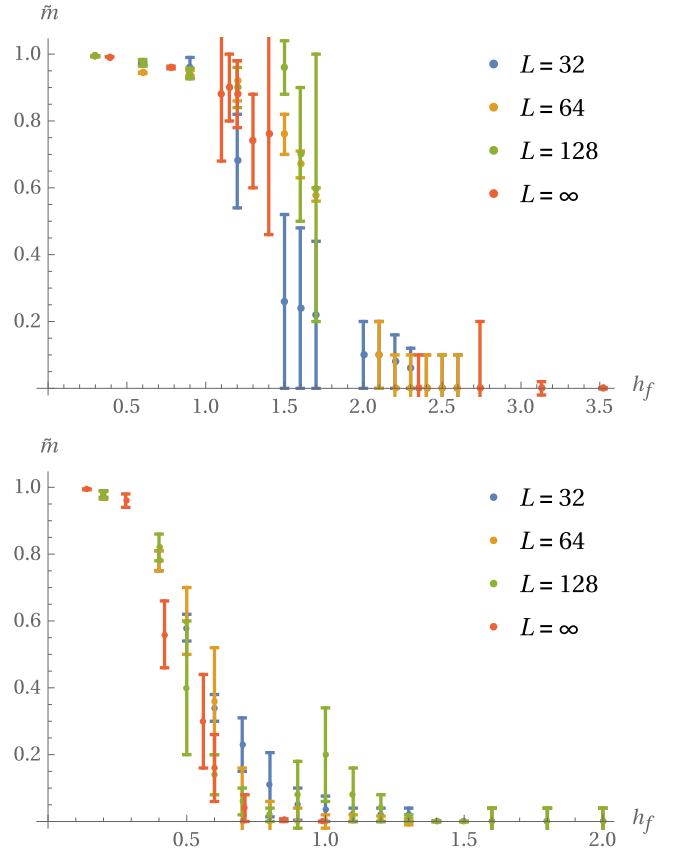 m̃
1.0
0.8
0.6
0.4
0.2
0.5 1.0 1.5 2.0 2.5 3.0 3.5
h_f
L = 32
L = 64
L = 128
L = ∞
m̃
1.0
0.8
0.6
0.4
0.2
0.5 1.0 1.5 2.0
h_f
L = 32
L = 64
L = 128
L = ∞